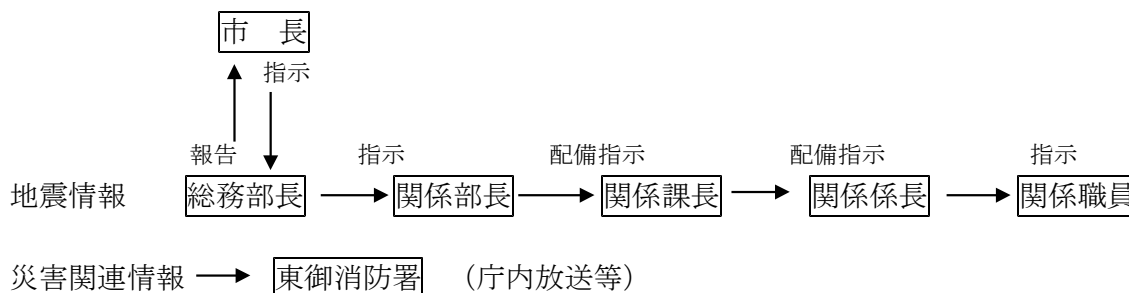 市　長
指示
報告　指示　配備指示　配備指示　指示
地震情報　総務部長　関係部長　関係課長　関係係長　関係職員
災害関連情報　東御消防署　（庁内放送等）